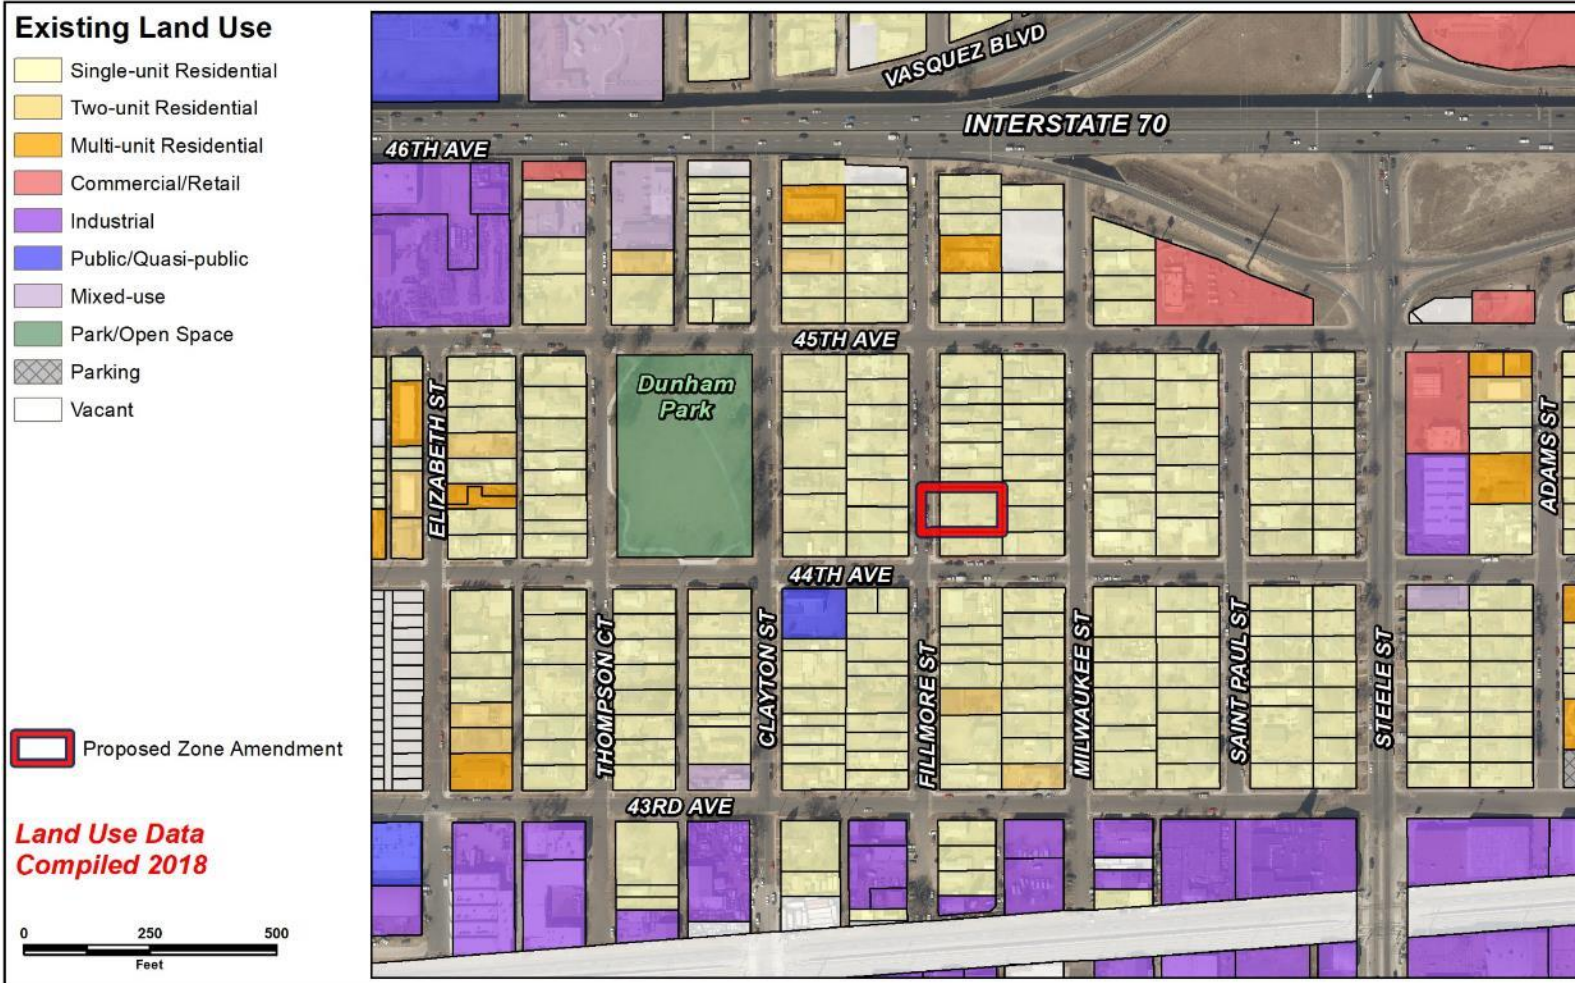 Existing Land Use
Single-unit Residential
Two-unit Residential
Multi-unit Residential
Commercial/Retail
Industrial
Public/Quasi-public
Mixed-use
Park/Open Space
Parking
Vacant
Proposed Zone Amendment
Land Use Data
Compiled 2018
0 250 500
Feet
VASQUEZ BLVD
INTERSTATE 70
46TH AVE
45TH AVE
Dunham
Park
ELIZABETH ST
ADAMS ST
44TH AVE
THOMPSON CT
CLAYTON ST
FILLMORE ST
MILWAUKEE ST
SAINT PAUL ST
STEELE ST
43RD AVE